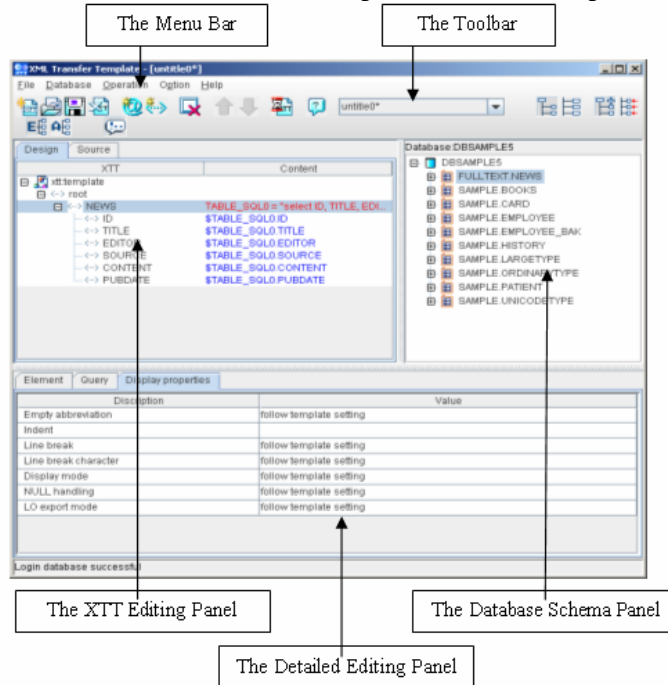 The Menu Bar
The Toolbar
XML Transfer Template - [untitle0*]
File Database Operation Option Help
untitle0*
Design Source
XTT Content
xtt:template
<-> root
<-> NEWS TABLE_SQL0 = "select ID, TITLE, EDI...
<-> ID $TABLE_SQL0.ID
<-> TITLE $TABLE_SQL0.TITLE
<-> EDITOR $TABLE_SQL0.EDITOR
<-> SOURCE $TABLE_SQL0.SOURCE
<-> CONTENT $TABLE_SQL0.CONTENT
<-> PUBDATE $TABLE_SQL0.PUBDATE
Database:DBSAMPLE5
DBSAMPLE5
FULLTEXT.NEWS
SAMPLE.BOOKS
SAMPLE.CARD
SAMPLE.EMPLOYEE
SAMPLE.EMPLOYEE_BAK
SAMPLE.HISTORY
SAMPLE.LARGETYPE
SAMPLE.ORDINARYTYPE
SAMPLE.PATIENT
SAMPLE.UNICODETYPE
Element Query Display properties
Discription Value
Empty abbreviation follow template setting
Indent
Line break follow template setting
Line break character follow template setting
Display mode follow template setting
NULL handling follow template setting
LO export mode follow template setting
Login database successful
The XTT Editing Panel
The Database Schema Panel
The Detailed Editing Panel